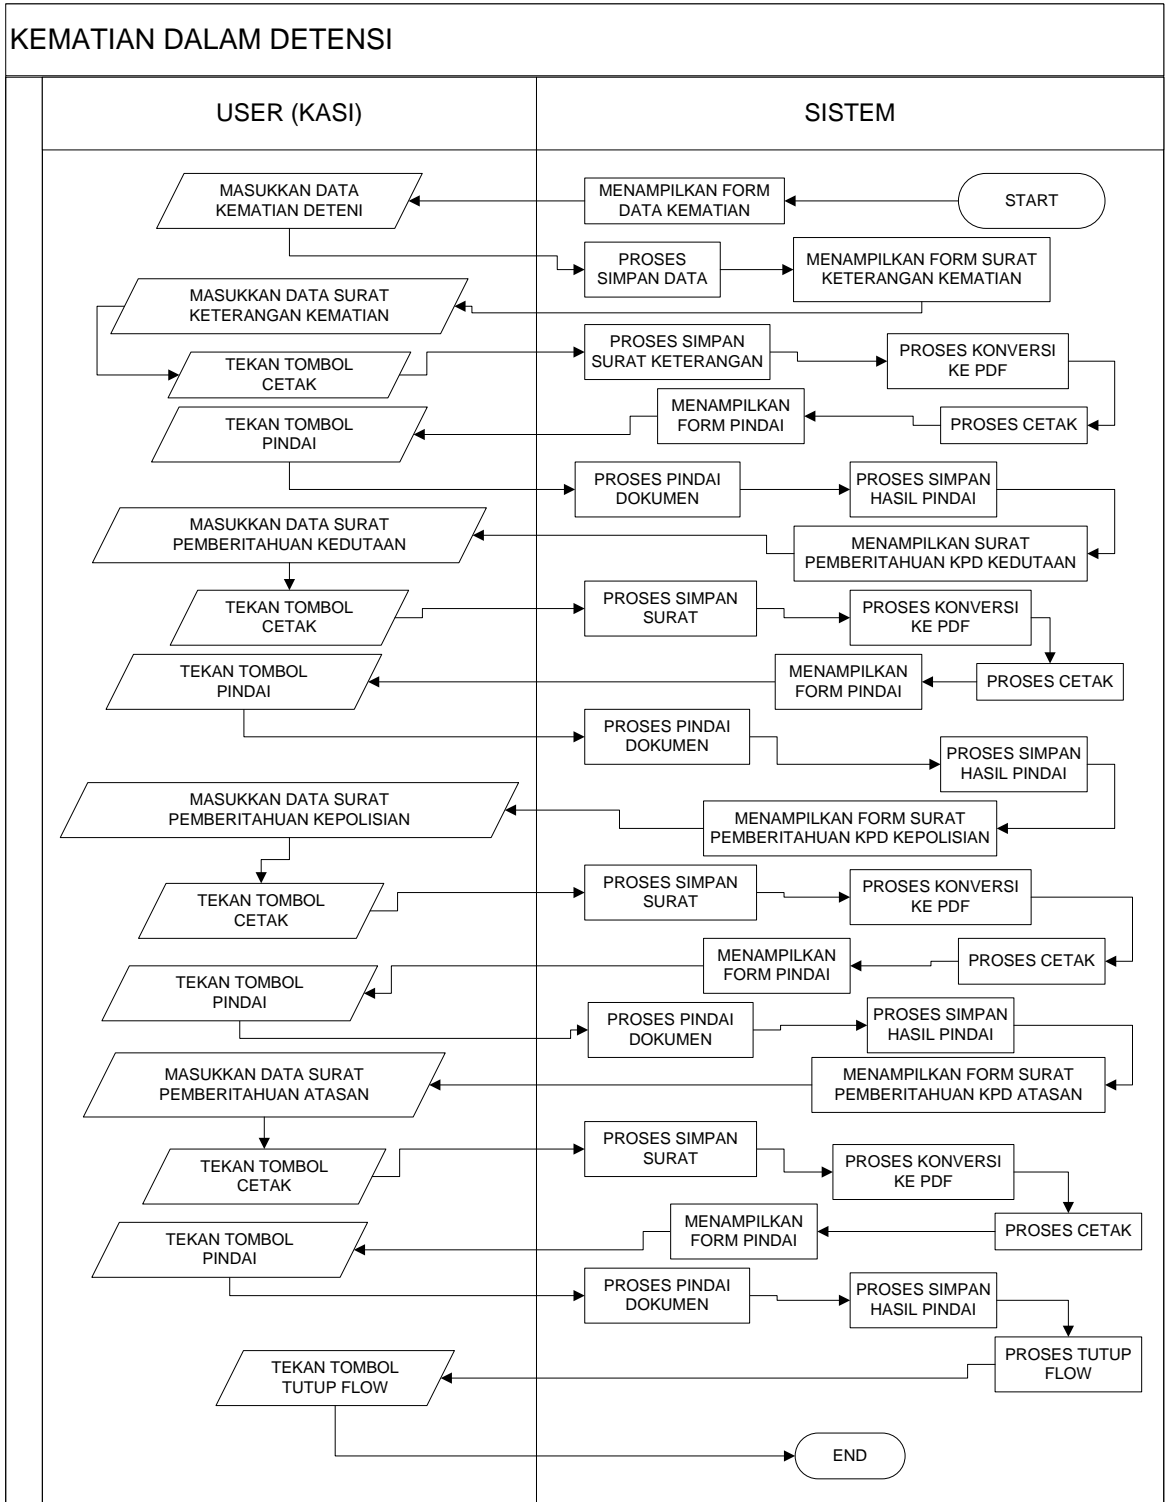 KEMATIAN DALAM DETENSI
USER (KASI)
SISTEM
MASUKKAN DATA
KEMATIAN DETENI
MENAMPILKAN FORM
DATA KEMATIAN
START
PROSES
SIMPAN DATA
MENAMPILKAN FORM SURAT
KETERANGAN KEMATIAN
MASUKKAN DATA SURAT
KETERANGAN KEMATIAN
TEKAN TOMBOL
CETAK
PROSES SIMPAN
SURAT KETERANGAN
PROSES KONVERSI
KE PDF
TEKAN TOMBOL
PINDAI
MENAMPILKAN
FORM PINDAI
PROSES CETAK
PROSES PINDAI
DOKUMEN
PROSES SIMPAN
HASIL PINDAI
MASUKKAN DATA SURAT
PEMBERITAHUAN KEDUTAAN
MENAMPILKAN SURAT
PEMBERITAHUAN KPD KEDUTAAN
TEKAN TOMBOL
CETAK
PROSES SIMPAN
SURAT
PROSES KONVERSI
KE PDF
TEKAN TOMBOL
PINDAI
MENAMPILKAN
FORM PINDAI
PROSES CETAK
PROSES PINDAI
DOKUMEN
PROSES SIMPAN
HASIL PINDAI
MASUKKAN DATA SURAT
PEMBERITAHUAN KEPOLISIAN
MENAMPILKAN FORM SURAT
PEMBERITAHUAN KPD KEPOLISIAN
TEKAN TOMBOL
CETAK
PROSES SIMPAN
SURAT
PROSES KONVERSI
KE PDF
TEKAN TOMBOL
PINDAI
MENAMPILKAN
FORM PINDAI
PROSES CETAK
PROSES PINDAI
DOKUMEN
PROSES SIMPAN
HASIL PINDAI
MASUKKAN DATA SURAT
PEMBERITAHUAN ATASAN
MENAMPILKAN FORM SURAT
PEMBERITAHUAN KPD ATASAN
TEKAN TOMBOL
CETAK
PROSES SIMPAN
SURAT
PROSES KONVERSI
KE PDF
TEKAN TOMBOL
PINDAI
MENAMPILKAN
FORM PINDAI
PROSES CETAK
PROSES PINDAI
DOKUMEN
PROSES SIMPAN
HASIL PINDAI
TEKAN TOMBOL
TUTUP FLOW
PROSES TUTUP
FLOW
END